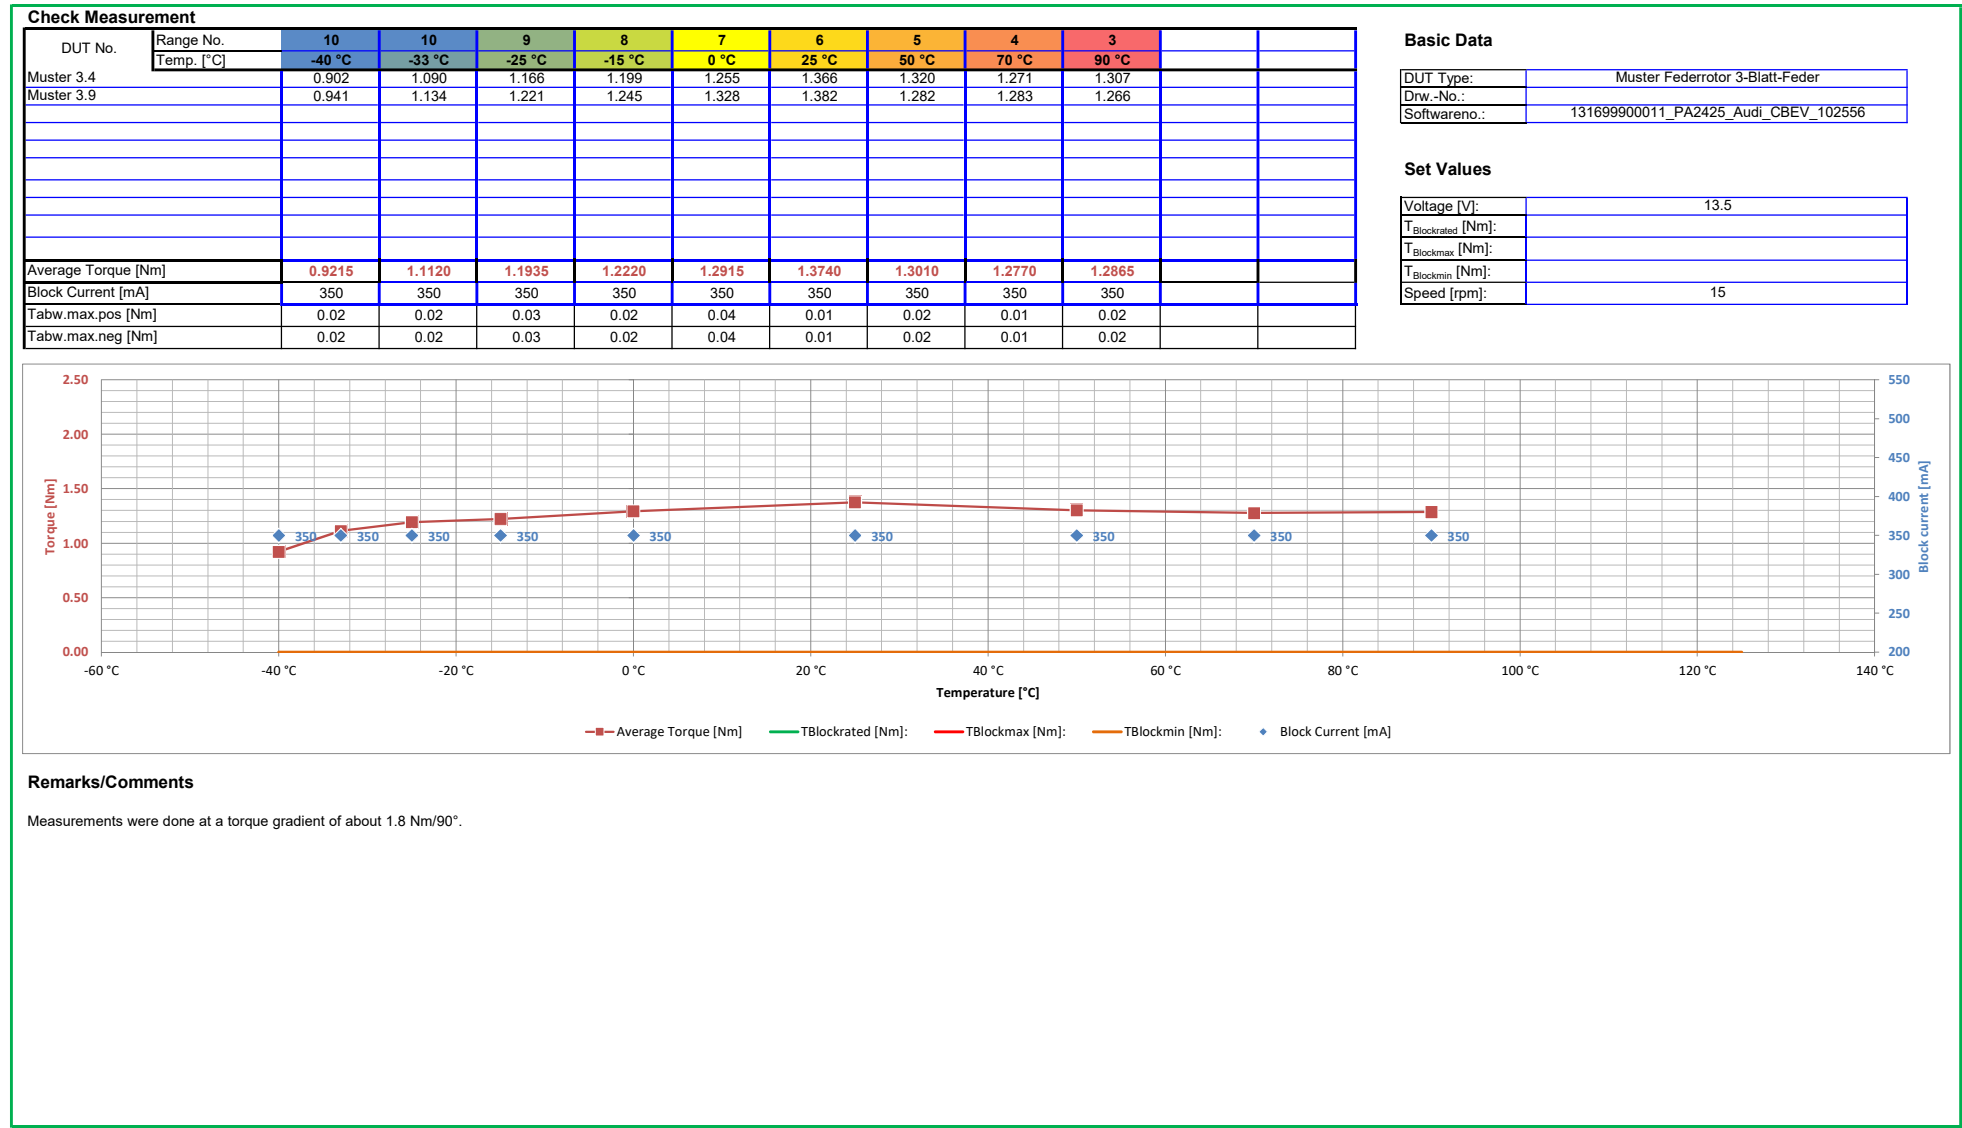 Check Measurement
DUT No. Range No. 10 10 9 8 7 6 5 4 3
Temp. [°C] -40 °C -33 °C -25 °C -15 °C 0 °C 25 °C 50 °C 70 °C 90 °C
Muster 3.4 0.902 1.090 1.166 1.199 1.255 1.366 1.320 1.271 1.307
Muster 3.9 0.941 1.134 1.221 1.245 1.328 1.382 1.282 1.283 1.266
Average Torque [Nm] 0.9215 1.1120 1.1935 1.2220 1.2915 1.3740 1.3010 1.2770 1.2865
Block Current [mA] 350 350 350 350 350 350 350 350 350
Tabw.max.pos [Nm] 0.02 0.02 0.03 0.02 0.04 0.01 0.02 0.01 0.02
Tabw.max.neg [Nm] 0.02 0.02 0.03 0.02 0.04 0.01 0.02 0.01 0.02
Basic Data
DUT Type: Muster Federrotor 3-Blatt-Feder
Drw.-No.:
Softwareno.: 131699900011_PA2425_Audi_CBEV_102556
Set Values
Voltage [V]: 13.5
TBlockrated [Nm]:
TBlockmax [Nm]:
TBlockmin [Nm]:
Speed [rpm]: 15
Torque [Nm]
2.50
2.00
1.50
1.00
0.50
0.00
350 350 350 350 350 350 350 350 350
550
500
450
400
350
300
250
200
Block current [mA]
-60 °C -40 °C -20 °C 0 °C 20 °C 40 °C 60 °C 80 °C 100 °C 120 °C 140 °C
Temperature [°C]
Average Torque [Nm] TBlockrated [Nm]: TBlockmax [Nm]: TBlockmin [Nm]: Block Current [mA]
Remarks/Comments
Measurements were done at a torque gradient of about 1.8 Nm/90°.